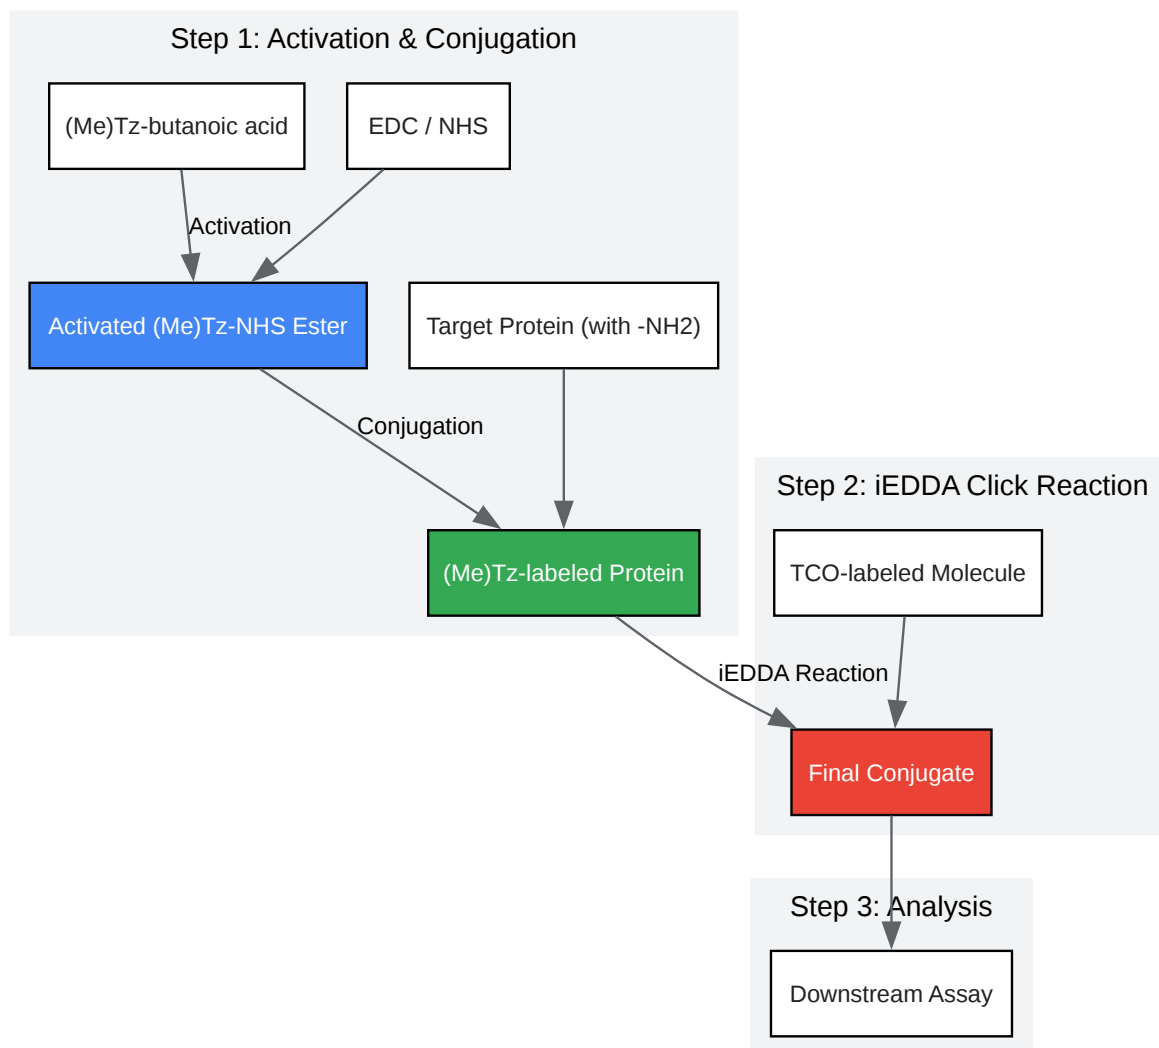 Step 1: Activation & Conjugation
(Me)Tz-butanoic acid
EDC / NHS
Activation
Activated (Me)Tz-NHS Ester
Target Protein (with -NH2)
Conjugation
(Me)Tz-labeled Protein
Step 2: iEDDA Click Reaction
TCO-labeled Molecule
iEDDA Reaction
Final Conjugate
Step 3: Analysis
Downstream Assay